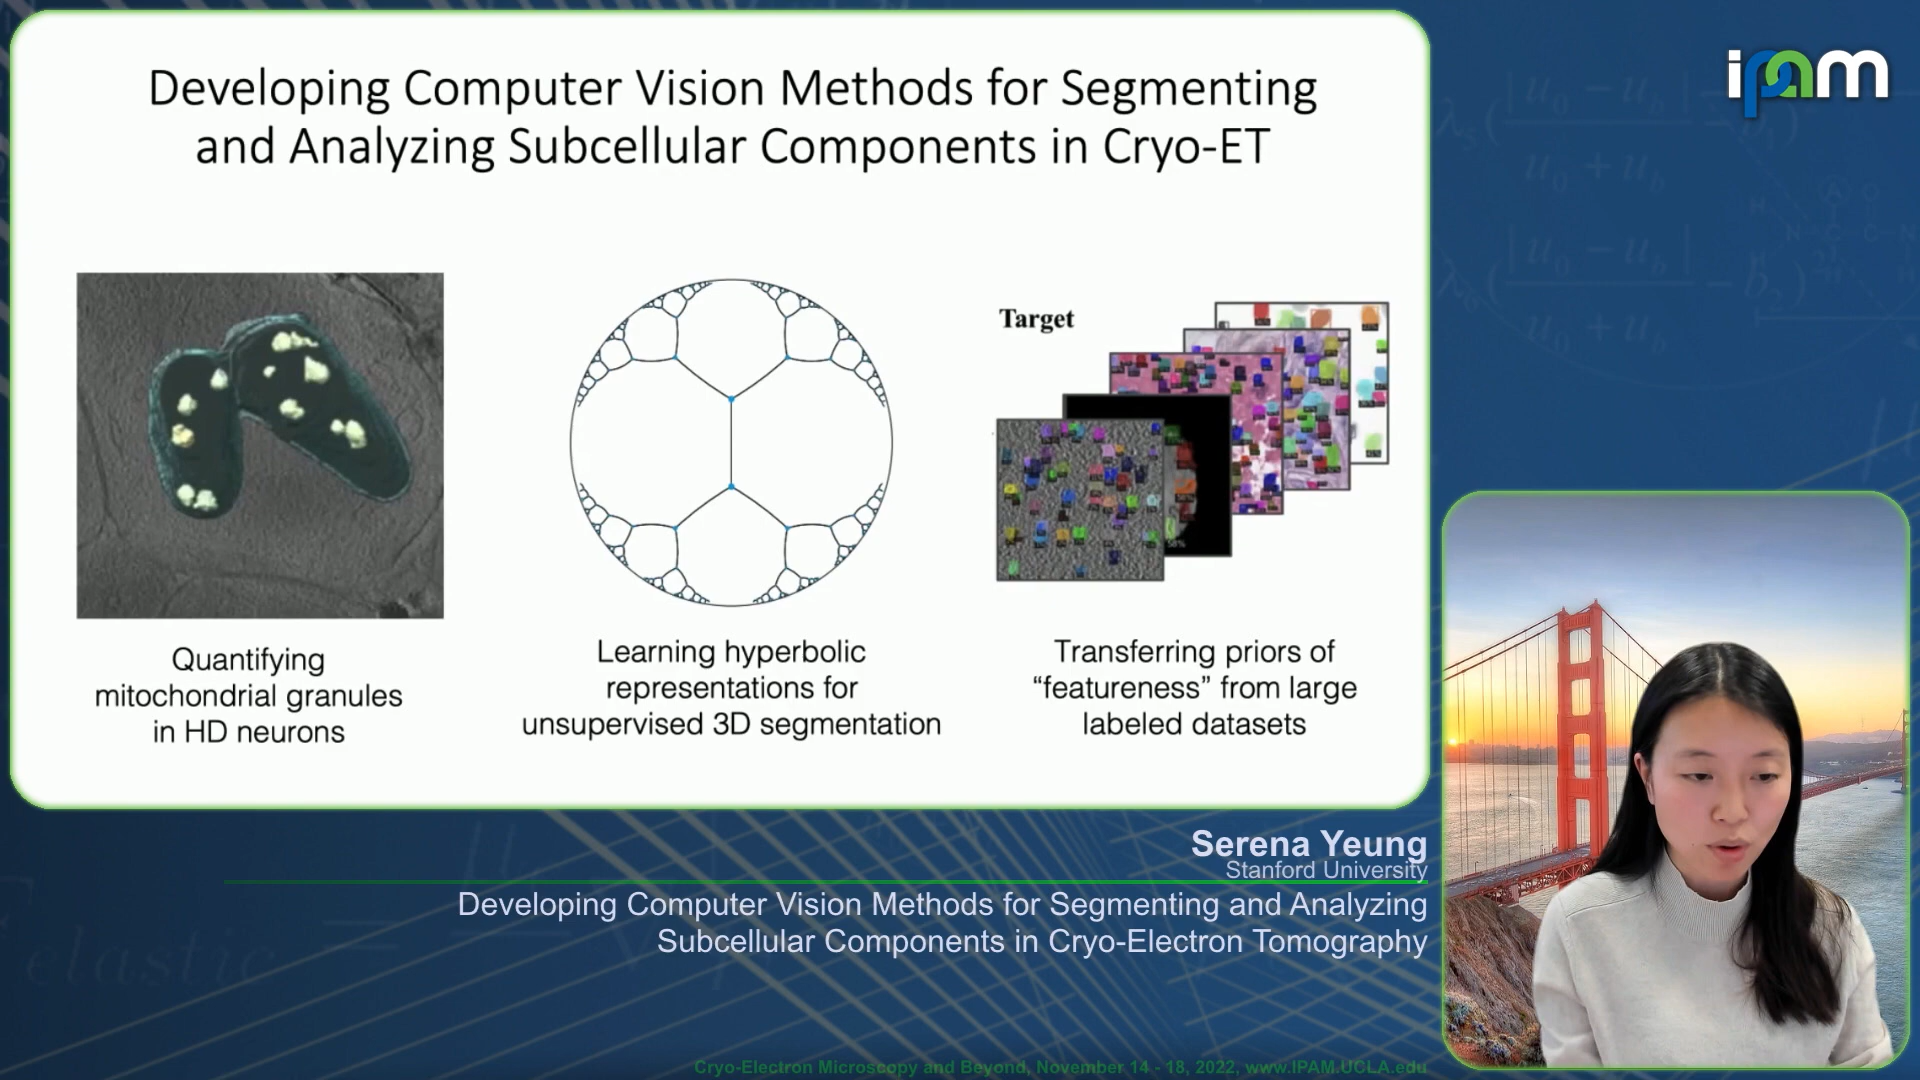 Developing Computer Vision Methods for Segmenting
and Analyzing Subcellular Components in Cryo-ET
ipam
Target
Quantifying
mitochondrial granules
in HD neurons
Learning hyperbolic
representations for
unsupervised 3D segmentation
Transferring priors of
“featureness” from large
labeled datasets
Serena Yeung
Stanford University
Developing Computer Vision Methods for Segmenting and Analyzing
Subcellular Components in Cryo-Electron Tomography
elastic
Cryo-Electron Microscopy and Beyond, November 14 - 18, 2022, www.IPAM.UCLA.edu